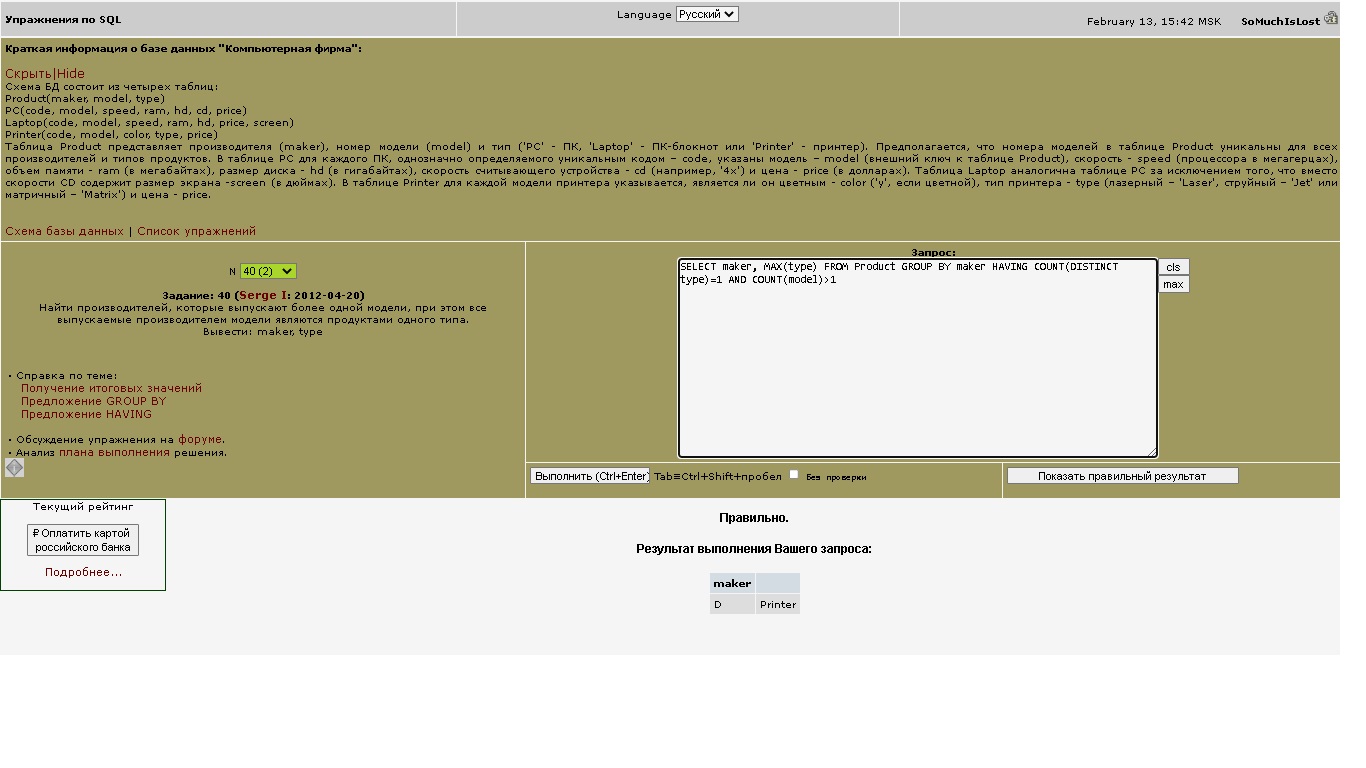 Упражнения по SQL
Language Русский
February 13, 15:42 MSK SoMuchIsLost
Краткая информация о базе данных "Компьютерная фирма":
Скрыть|Hide
Схема БД состоит из четырех таблиц:
Product(maker, model, type)
PC(code, model, speed, ram, hd, cd, price)
Laptop(code, model, speed, ram, hd, price, screen)
Printer(code, model, color, type, price)
Таблица Product представляет производителя (maker), номер модели (model) и тип ('PC' - ПК, 'Laptop' - ПК-блокнот или 'Printer' - принтер). Предполагается, что номера моделей в таблице Product уникальны для всех
производителей и типов продуктов. В таблице PC для каждого ПК, однозначно определяемого уникальным кодом – code, указаны модель – model (внешний ключ к таблице Product), скорость - speed (процессора в мегагерцах),
объем памяти - ram (в мегабайтах), размер диска - hd (в гигабайтах), скорость считывающего устройства - cd (например, '4x') и цена - price (в долларах). Таблица Laptop аналогична таблице РС за исключением того, что вместо
скорости CD содержит размер экрана -screen (в дюймах). В таблице Printer для каждой модели принтера указывается, является ли он цветным - color ('y', если цветной), тип принтера - type (лазерный – 'Laser', струйный – 'Jet' или
матричный – 'Matrix') и цена - price.
Схема базы данных | Список упражнений
N 40 (2)
Задание: 40 (Serge I: 2012-04-20)
Найти производителей, которые выпускают более одной модели, при этом все
выпускаемые производителем модели являются продуктами одного типа.
Вывести: maker, type
• Справка по теме:
Получение итоговых значений
Предложение GROUP BY
Предложение HAVING
• Обсуждение упражнения на форуме.
• Анализ плана выполнения решения.
Запрос:
SELECT maker, MAX(type) FROM Product GROUP BY maker HAVING COUNT(DISTINCT
type)=1 AND COUNT(model)>1
cls
max
Выполнить (Ctrl+Enter) Tab≡Ctrl+Shift+пробел Без проверки
Показать правильный результат
Текущий рейтинг
₽ Оплатить картой
российского банка
Подробнее...
Правильно.
Результат выполнения Вашего запроса:
maker
D Printer